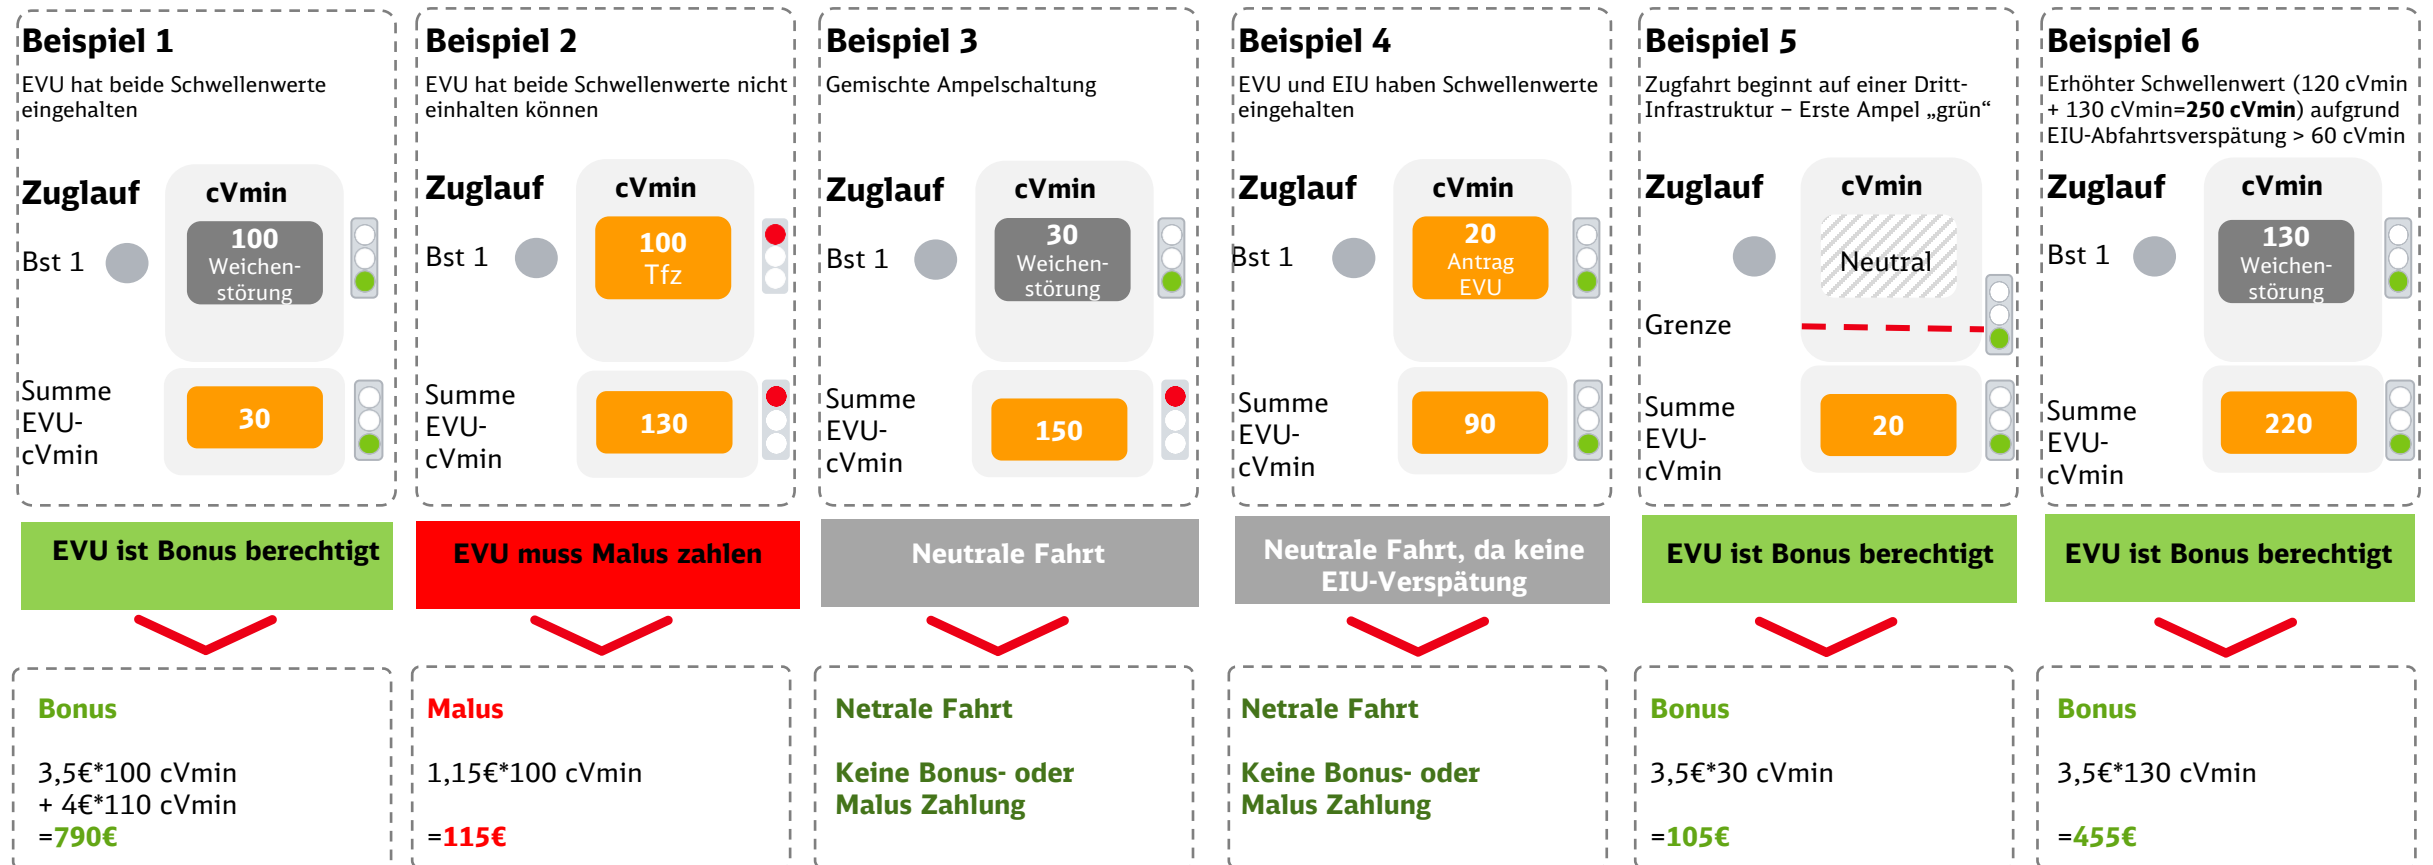 Beispiel 1
EVU hat beide Schwellenwerte
eingehalten
Zuglauf
cVmin
Bst 1
100
Weichen-
störung
Summe
EVU-
cVmin
30
EVU ist Bonus berechtigt
Bonus
3,5€*100 cVmin
+ 4€*110 cVmin
=790€
Beispiel 2
EVU hat beide Schwellenwerte nicht
einhalten können
Zuglauf
cVmin
Bst 1
100
Tfz
Summe
EVU-
cVmin
130
EVU muss Malus zahlen
Malus
1,15€*100 cVmin
=115€
Beispiel 3
Gemischte Ampelschaltung
Zuglauf
cVmin
Bst 1
30
Weichen-
störung
Summe
EVU-
cVmin
150
Neutrale Fahrt
Netrale Fahrt
Keine Bonus- oder
Malus Zahlung
Beispiel 4
EVU und EIU haben Schwellenwerte
eingehalten
Zuglauf
cVmin
Bst 1
20
Antrag
EVU
Summe
EVU-
cVmin
90
Neutrale Fahrt, da keine
EIU-Verspätung
Netrale Fahrt
Keine Bonus- oder
Malus Zahlung
Beispiel 5
Zugfahrt beginnt auf einer Dritt-
Infrastruktur – Erste Ampel „grün“
Zuglauf
cVmin
Neutral
Grenze
Summe
EVU-
cVmin
20
EVU ist Bonus berechtigt
Bonus
3,5€*30 cVmin
=105€
Beispiel 6
Erhöhter Schwellenwert (120 cVmin
+ 130 cVmin=250 cVmin) aufgrund
EIU-Abfahrtsverspätung > 60 cVmin
Zuglauf
cVmin
Bst 1
130
Weichen-
störung
Summe
EVU-
cVmin
220
EVU ist Bonus berechtigt
Bonus
3,5€*130 cVmin
=455€